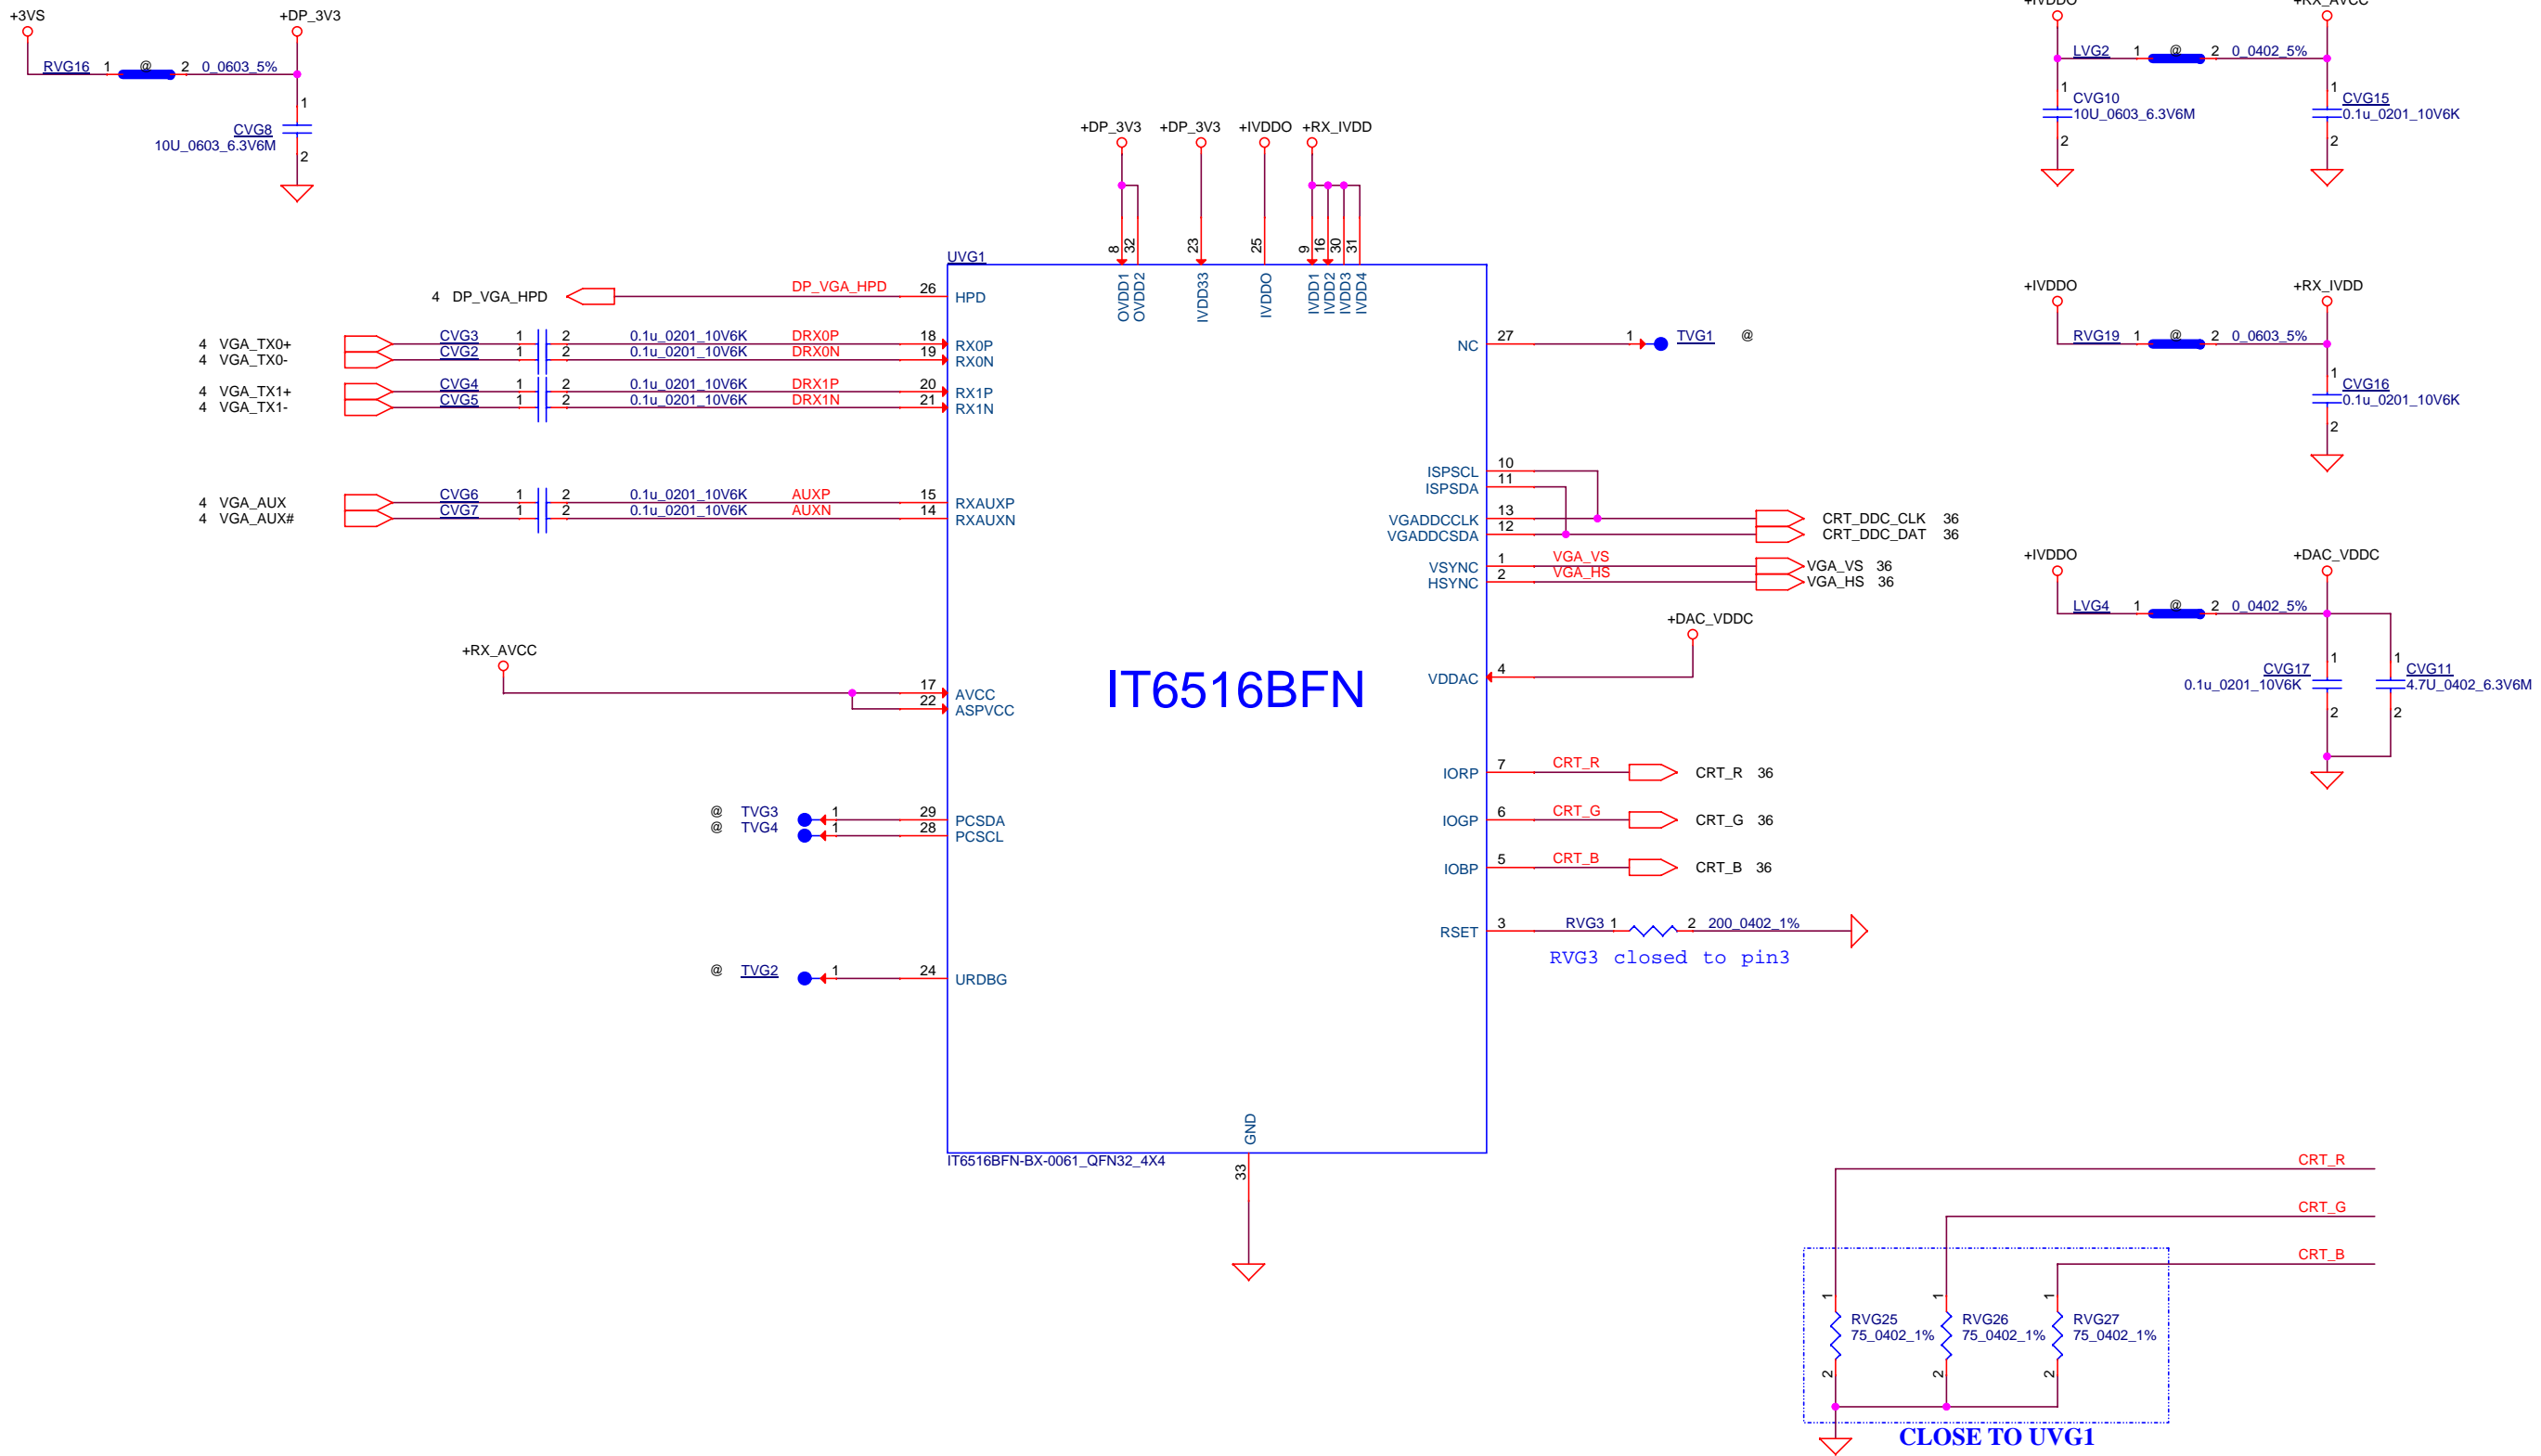 +3VS
+DP_3V3
RVG16 1 @ 2 0_0603_5%
1
CVG8
10U_0603_6.3V6M
2
+IVDDO
+RX_AVCC
LVG2 1 @ 2 0_0402_5%
1
CVG10
10U_0603_6.3V6M
2
1
CVG15
0.1u_0201_10V6K
2
+DP_3V3 +DP_3V3 +IVDDO +RX_IVDD
8 32 23 25 9 16 30 31
UVG1
OVDD1
OVDD2
IVDD33
IVDDO
IVDD1
IVDD2
IVDD3
IVDD4
4 DP_VGA_HPD DP_VGA_HPD 26 HPD
4 VGA_TX0+ CVG3 1 2 0.1u_0201_10V6K DRX0P 18 RX0P
4 VGA_TX0- CVG2 1 2 0.1u_0201_10V6K DRX0N 19 RX0N
4 VGA_TX1+ CVG4 1 2 0.1u_0201_10V6K DRX1P 20 RX1P
4 VGA_TX1- CVG5 1 2 0.1u_0201_10V6K DRX1N 21 RX1N
4 VGA_AUX CVG6 1 2 0.1u_0201_10V6K AUXP 15 RXAUXP
4 VGA_AUX# CVG7 1 2 0.1u_0201_10V6K AUXN 14 RXAUXN
+RX_AVCC
17 AVCC
22 ASPVCC
@ TVG3 1 29 PCSDA
@ TVG4 1 28 PCSCL
@ TVG2 1 24 URDBG
IT6516BFN
NC 27 1 TVG1 @
ISPSCL 10
ISPSDA 11
VGADDCCLK 13 CRT_DDC_CLK 36
VGADDCSDA 12 CRT_DDC_DAT 36
VSYNC 1 VGA_VS VGA_VS 36
HSYNC 2 VGA_HS VGA_HS 36
+DAC_VDDC
VDDAC 4
IORP 7 CRT_R CRT_R 36
IOGP 6 CRT_G CRT_G 36
IOBP 5 CRT_B CRT_B 36
RSET 3 RVG3 1 2 200_0402_1%
RVG3 closed to pin3
GND
IT6516BFN-BX-0061_QFN32_4X4
33
+IVDDO
+RX_IVDD
RVG19 1 @ 2 0_0603_5%
1
CVG16
0.1u_0201_10V6K
2
+IVDDO
+DAC_VDDC
LVG4 1 @ 2 0_0402_5%
1
CVG17
0.1u_0201_10V6K
2
1
CVG11
4.7U_0402_6.3V6M
2
CRT_R
CRT_G
CRT_B
1 1 1
RVG25 RVG26 RVG27
75_0402_1% 75_0402_1% 75_0402_1%
2 2 2
CLOSE TO UVG1